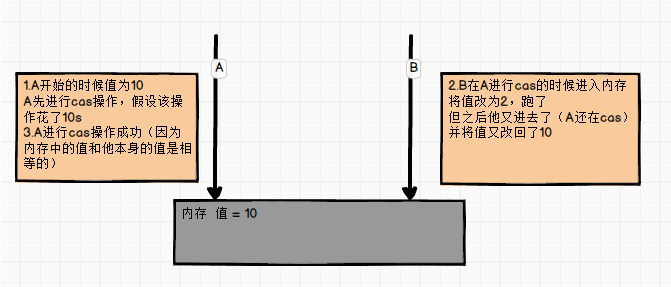 A
B
1.A开始的时候值为10
A先进行cas操作，假设该操
作花了10s
3.A进行cas操作成功（因为
内存中的值和他本身的值是相
等的）
2.B在A进行cas的时候进入内存
将值改为2，跑了
但之后他又进去了（A还在cas）
并将值又改回了10
内存 值 = 10